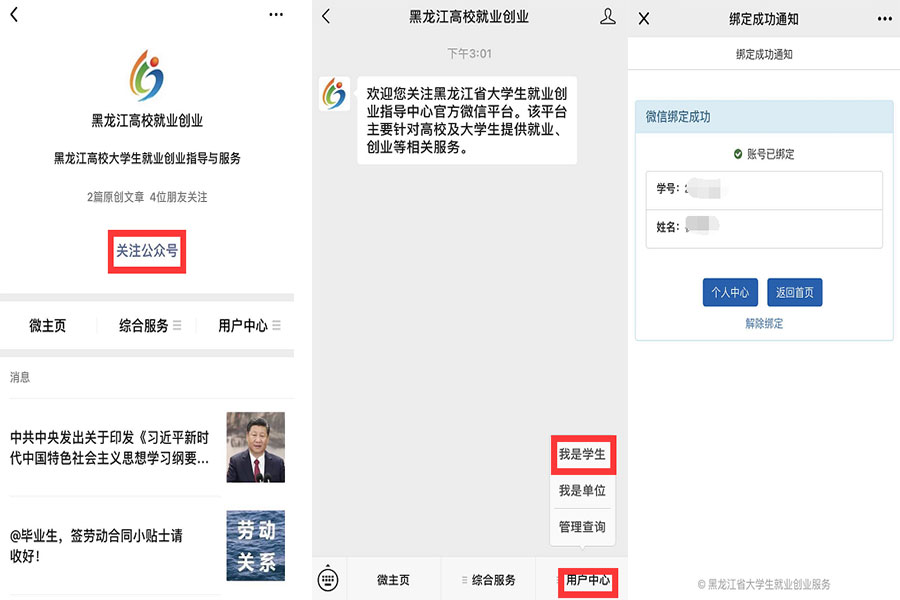 黑龙江高校就业创业
黑龙江高校大学生就业创业指导与服务
2篇原创文章 4位朋友关注
关注公众号
微主页
综合服务
用户中心
消息
中共中央发出关于印发《习近平新时
代中国特色社会主义思想学习纲要...
@毕业生，签劳动合同小贴士请
收好！
劳动
关系
黑龙江高校就业创业
下午3:01
欢迎您关注黑龙江省大学生就业创
业指导中心官方微信平台。该平台
主要针对高校及大学生提供就业、
创业等相关服务。
我是学生
我是单位
管理查询
微主页
综合服务
用户中心
绑定成功通知
绑定成功通知
微信绑定成功
账号已绑定
学号：
姓名：
个人中心
返回首页
解除绑定
© 黑龙江省大学生就业创业服务